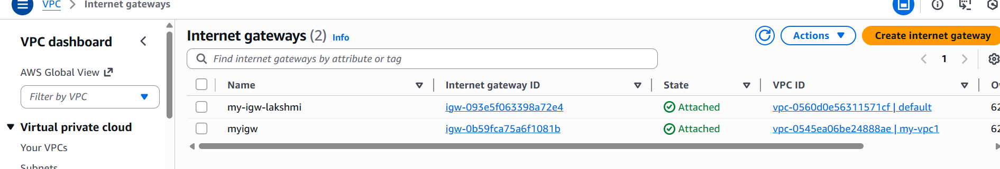 VPC > Internet gateways
VPC dashboard
AWS Global View
Filter by VPC
Virtual private cloud
Your VPCs
Subnets
Internet gateways (2) Info
Actions
Create internet gateway
Find internet gateways by attribute or tag
1
Name Internet gateway ID State VPC ID
my-igw-lakshmi igw-093e5f063398a72e4 Attached vpc-0560d0e56311571cf | default 62
myigw igw-0b59fca75a6f1081b Attached vpc-0545ea06be24888ae | my-vpc1 62